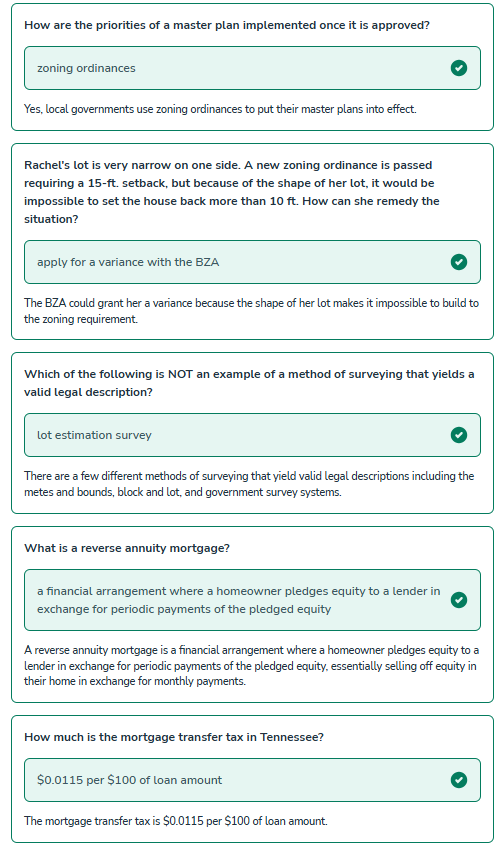 How are the priorities of a master plan implemented once it is approved?
zoning ordinances
Yes, local governments use zoning ordinances to put their master plans into effect.
Rachel's lot is very narrow on one side. A new zoning ordinance is passed
requiring a 15-ft. setback, but because of the shape of her lot, it would be
impossible to set the house back more than 10 ft. How can she remedy the
situation?
apply for a variance with the BZA
The BZA could grant her a variance because the shape of her lot makes it impossible to build to
the zoning requirement.
Which of the following is NOT an example of a method of surveying that yields a
valid legal description?
lot estimation survey
There are a few different methods of surveying that yield valid legal descriptions including the
metes and bounds, block and lot, and government survey systems.
What is a reverse annuity mortgage?
a financial arrangement where a homeowner pledges equity to a lender in
exchange for periodic payments of the pledged equity
A reverse annuity mortgage is a financial arrangement where a homeowner pledges equity to a
lender in exchange for periodic payments of the pledged equity, essentially selling off equity in
their home in exchange for monthly payments.
How much is the mortgage transfer tax in Tennessee?
$0.0115 per $100 of loan amount
The mortgage transfer tax is $0.0115 per $100 of loan amount.